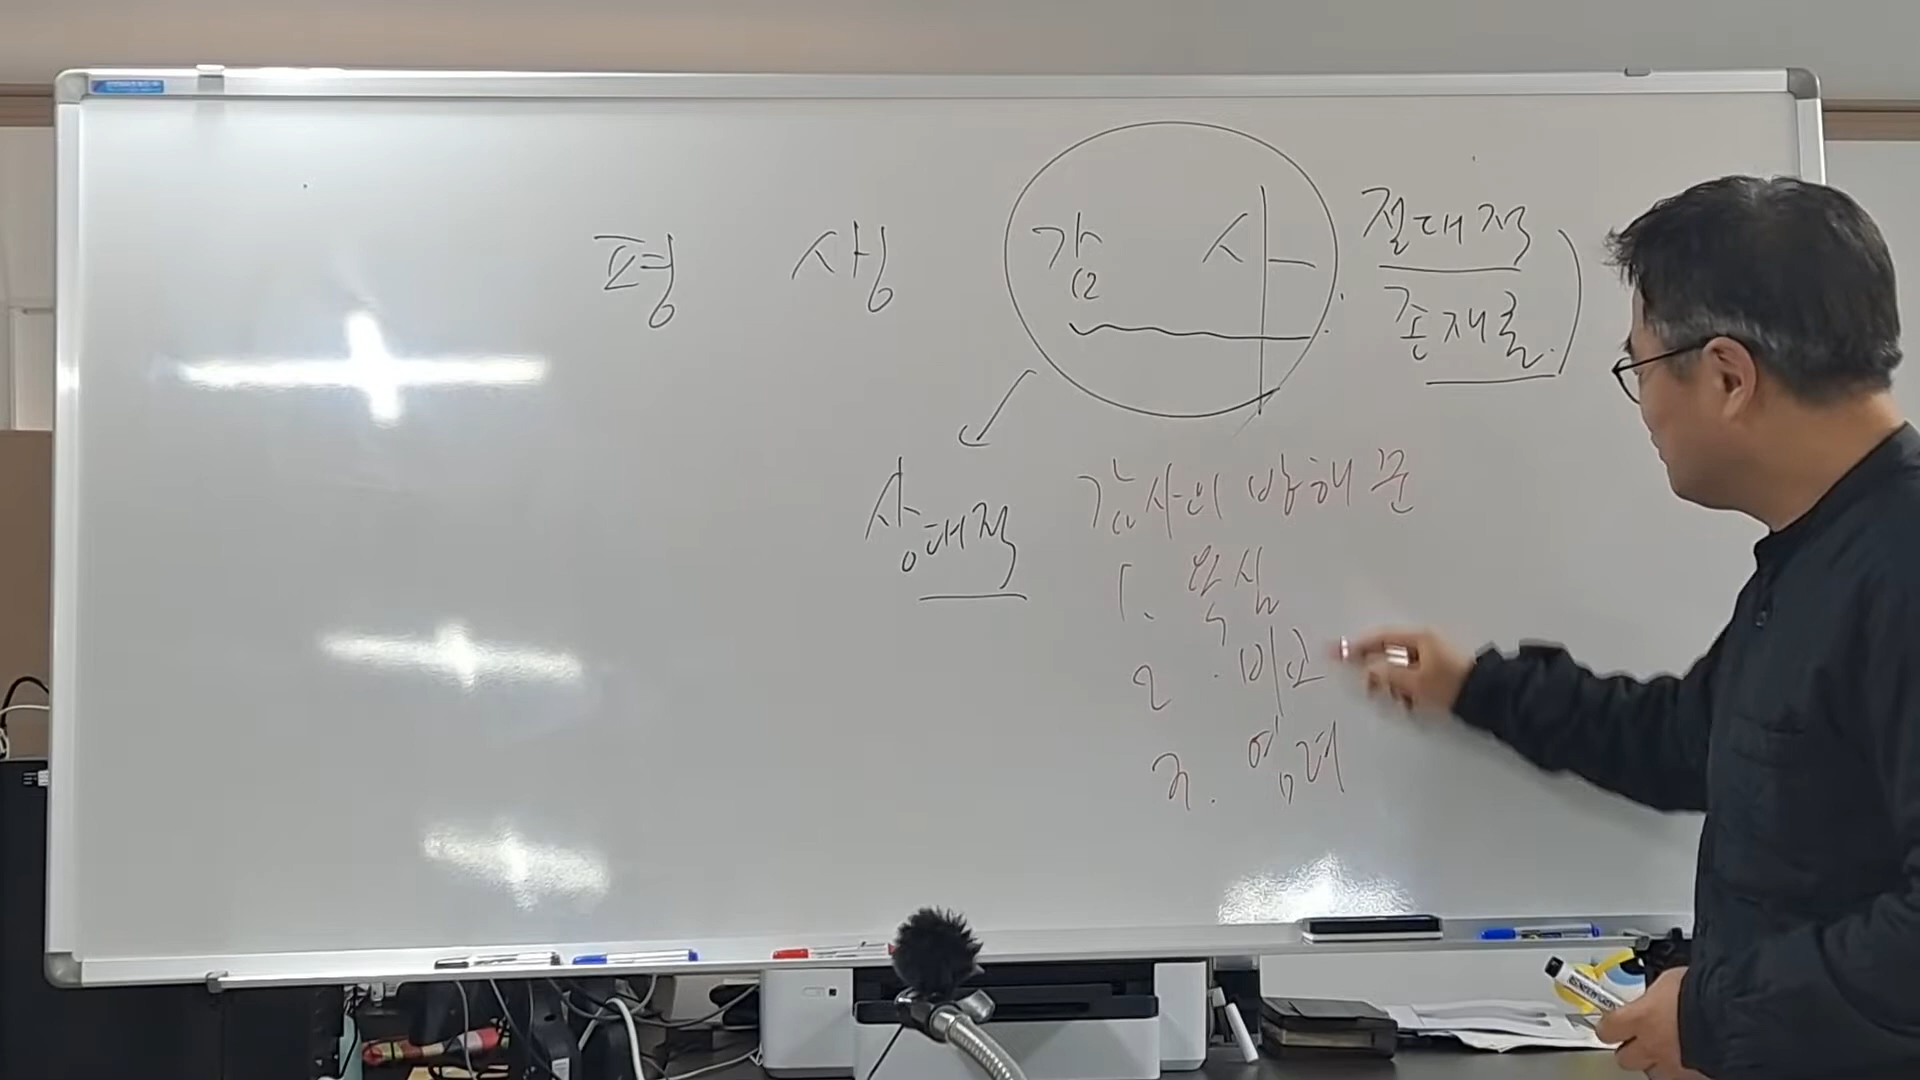 평 생 감 사
절대적
존재론
상대적
감사의 방해꾼
1. 욕심
2. 비교
3. 염려